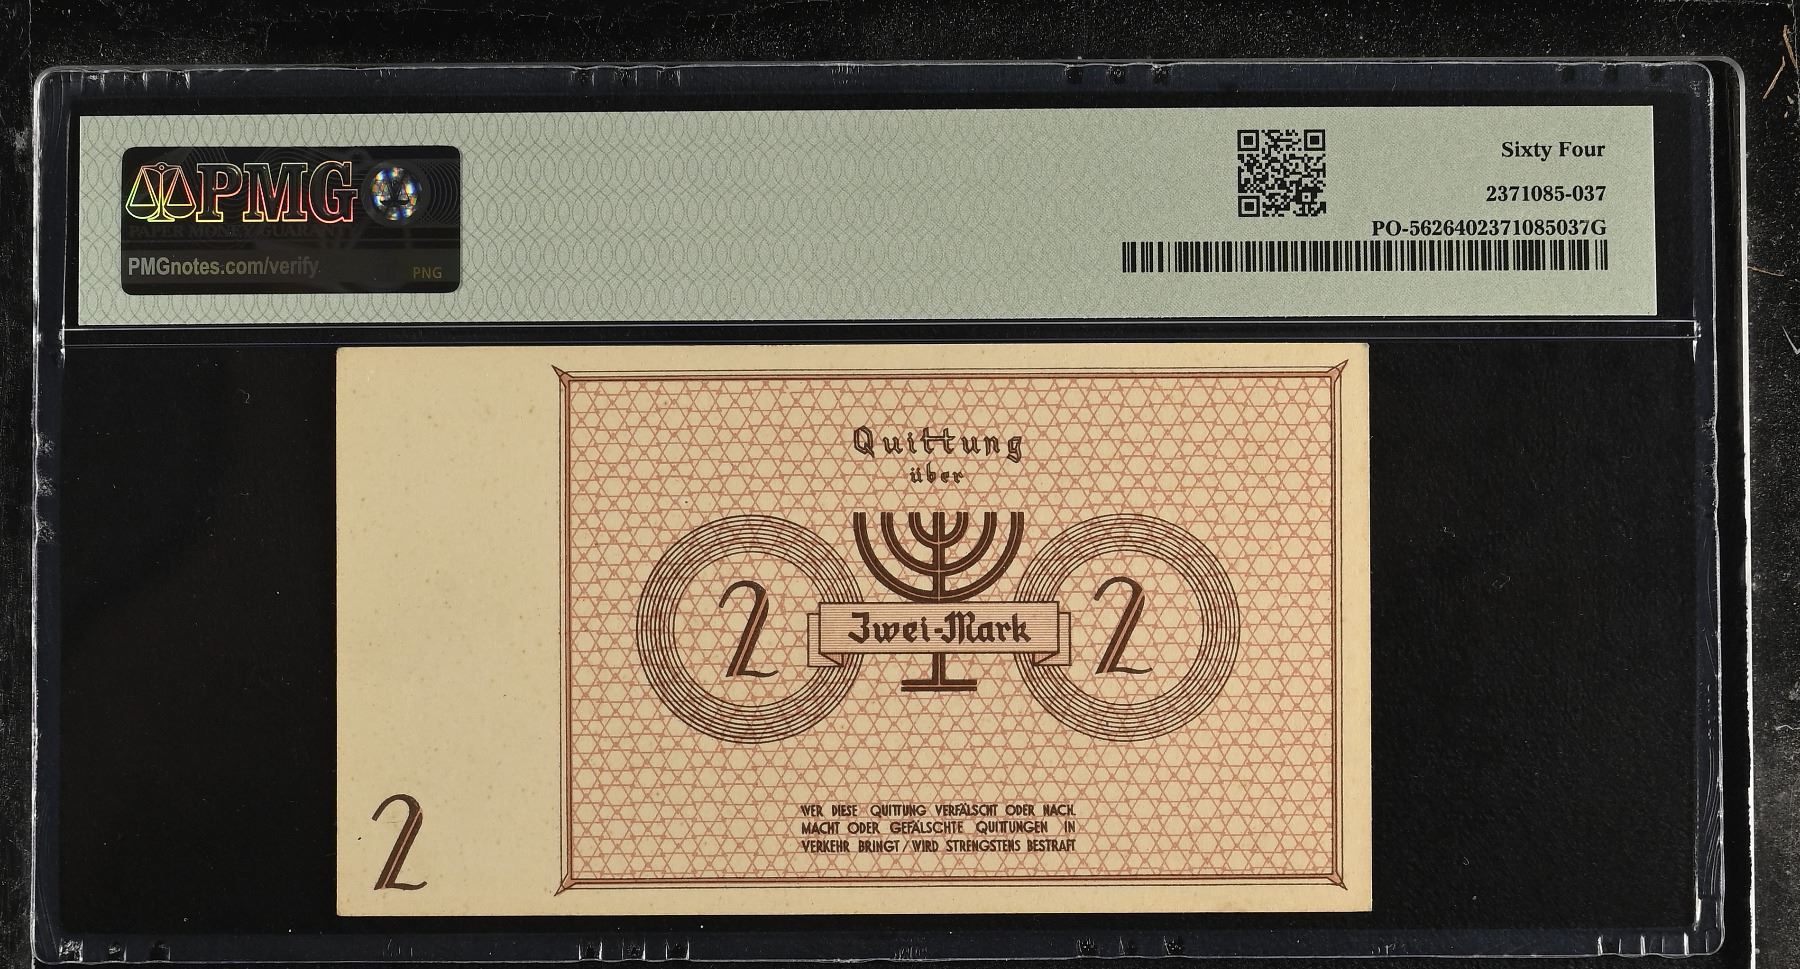 PMG
PAPER MONEY GUARANTY
PMGnotes.com/verify
PNG
Sixty Four
2371085-037
PO-5626402371085037G
Quittung
über
2
Zwei-Mark
2
WER DIESE QUITTUNG VERFÄLSCHT ODER NACH.
MACHT ODER GEFÄLSCHTE QUITTUNGEN IN
VERKEHR BRINGT / WIRD STRENGSTENS BESTRAFT
2